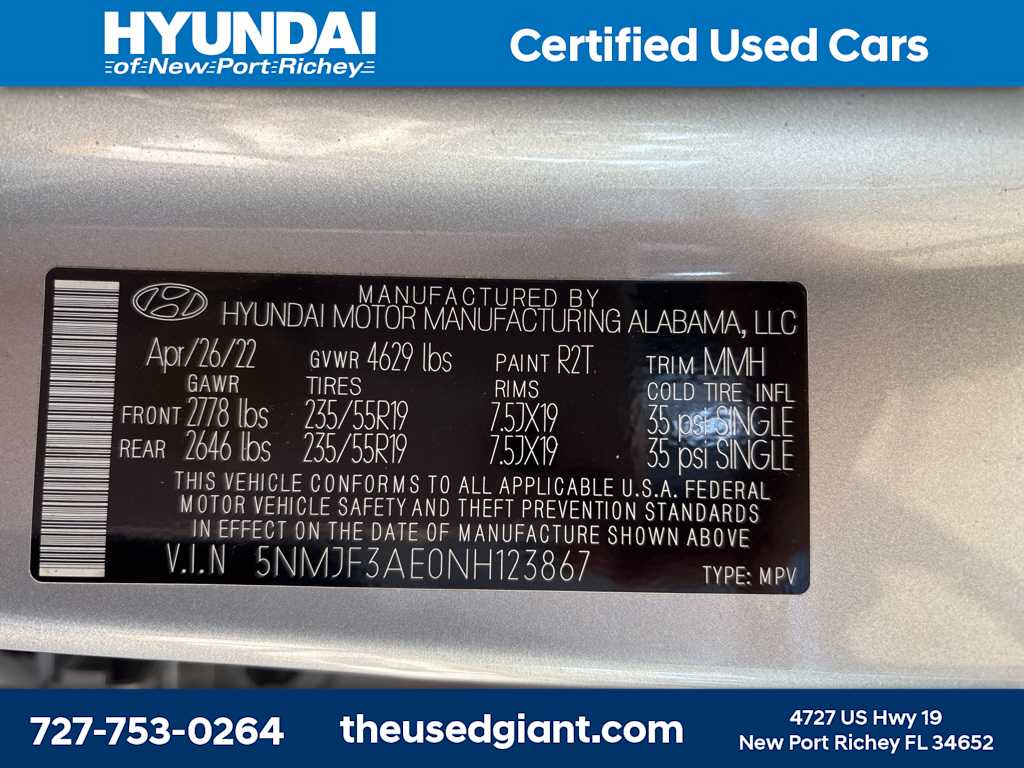 HYUNDAI
of New Port Richey
Certified Used Cars
MANUFACTURED BY
HYUNDAI MOTOR MANUFACTURING ALABAMA, LLC
Apr/26/22 GVWR 4629 lbs PAINT R2T TRIM MMH
GAWR TIRES RIMS COLD TIRE INFL
FRONT 2778 lbs 235/55R19 7.5JX19 35 psi SINGLE
REAR 2646 lbs 235/55R19 7.5JX19 35 psi SINGLE
THIS VEHICLE CONFORMS TO ALL APPLICABLE U.S.A. FEDERAL
MOTOR VEHICLE SAFETY AND THEFT PREVENTION STANDARDS
IN EFFECT ON THE DATE OF MANUFACTURE SHOWN ABOVE
V.I.N 5NMJF3AE0NH123867
TYPE: MPV
727-753-0264
theusedgiant.com
4727 US Hwy 19
New Port Richey FL 34652